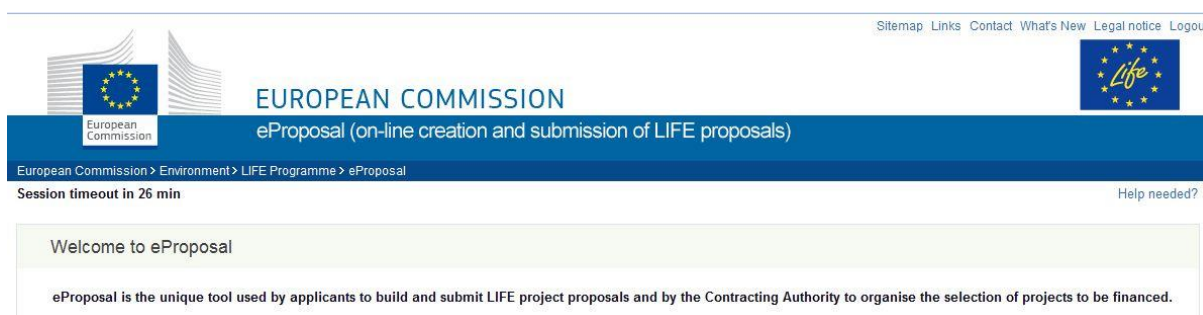 Sitemap Links Contact What's New Legal notice Logou
Life
EUROPEAN COMMISSION
European
Commission
eProposal (on-line creation and submission of LIFE proposals)
European Commission > Environment > LIFE Programme > eProposal
Session timeout in 26 min
Help needed?
Welcome to eProposal
eProposal is the unique tool used by applicants to build and submit LIFE project proposals and by the Contracting Authority to organise the selection of projects to be financed.